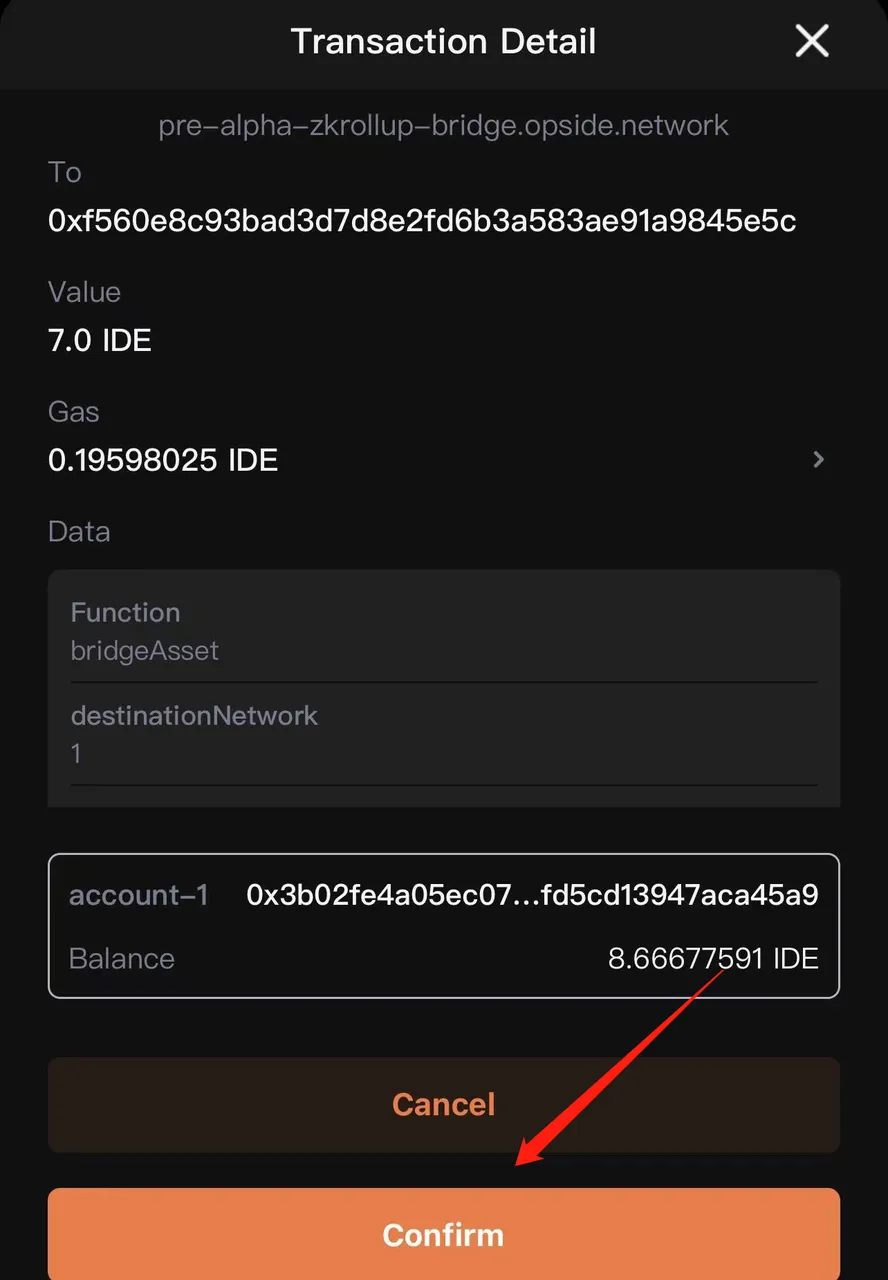 Transaction Detail
pre-alpha-zkrollup-bridge.opside.network
To
0xf560e8c93bad3d7d8e2fd6b3a583ae91a9845e5c
Value
7.0 IDE
Gas
0.19598025 IDE
Data
Function
bridgeAsset
destinationNetwork
1
account-1 0x3b02fe4a05ec07...fd5cd13947aca45a9
Balance 8.66677591 IDE
Cancel
Confirm